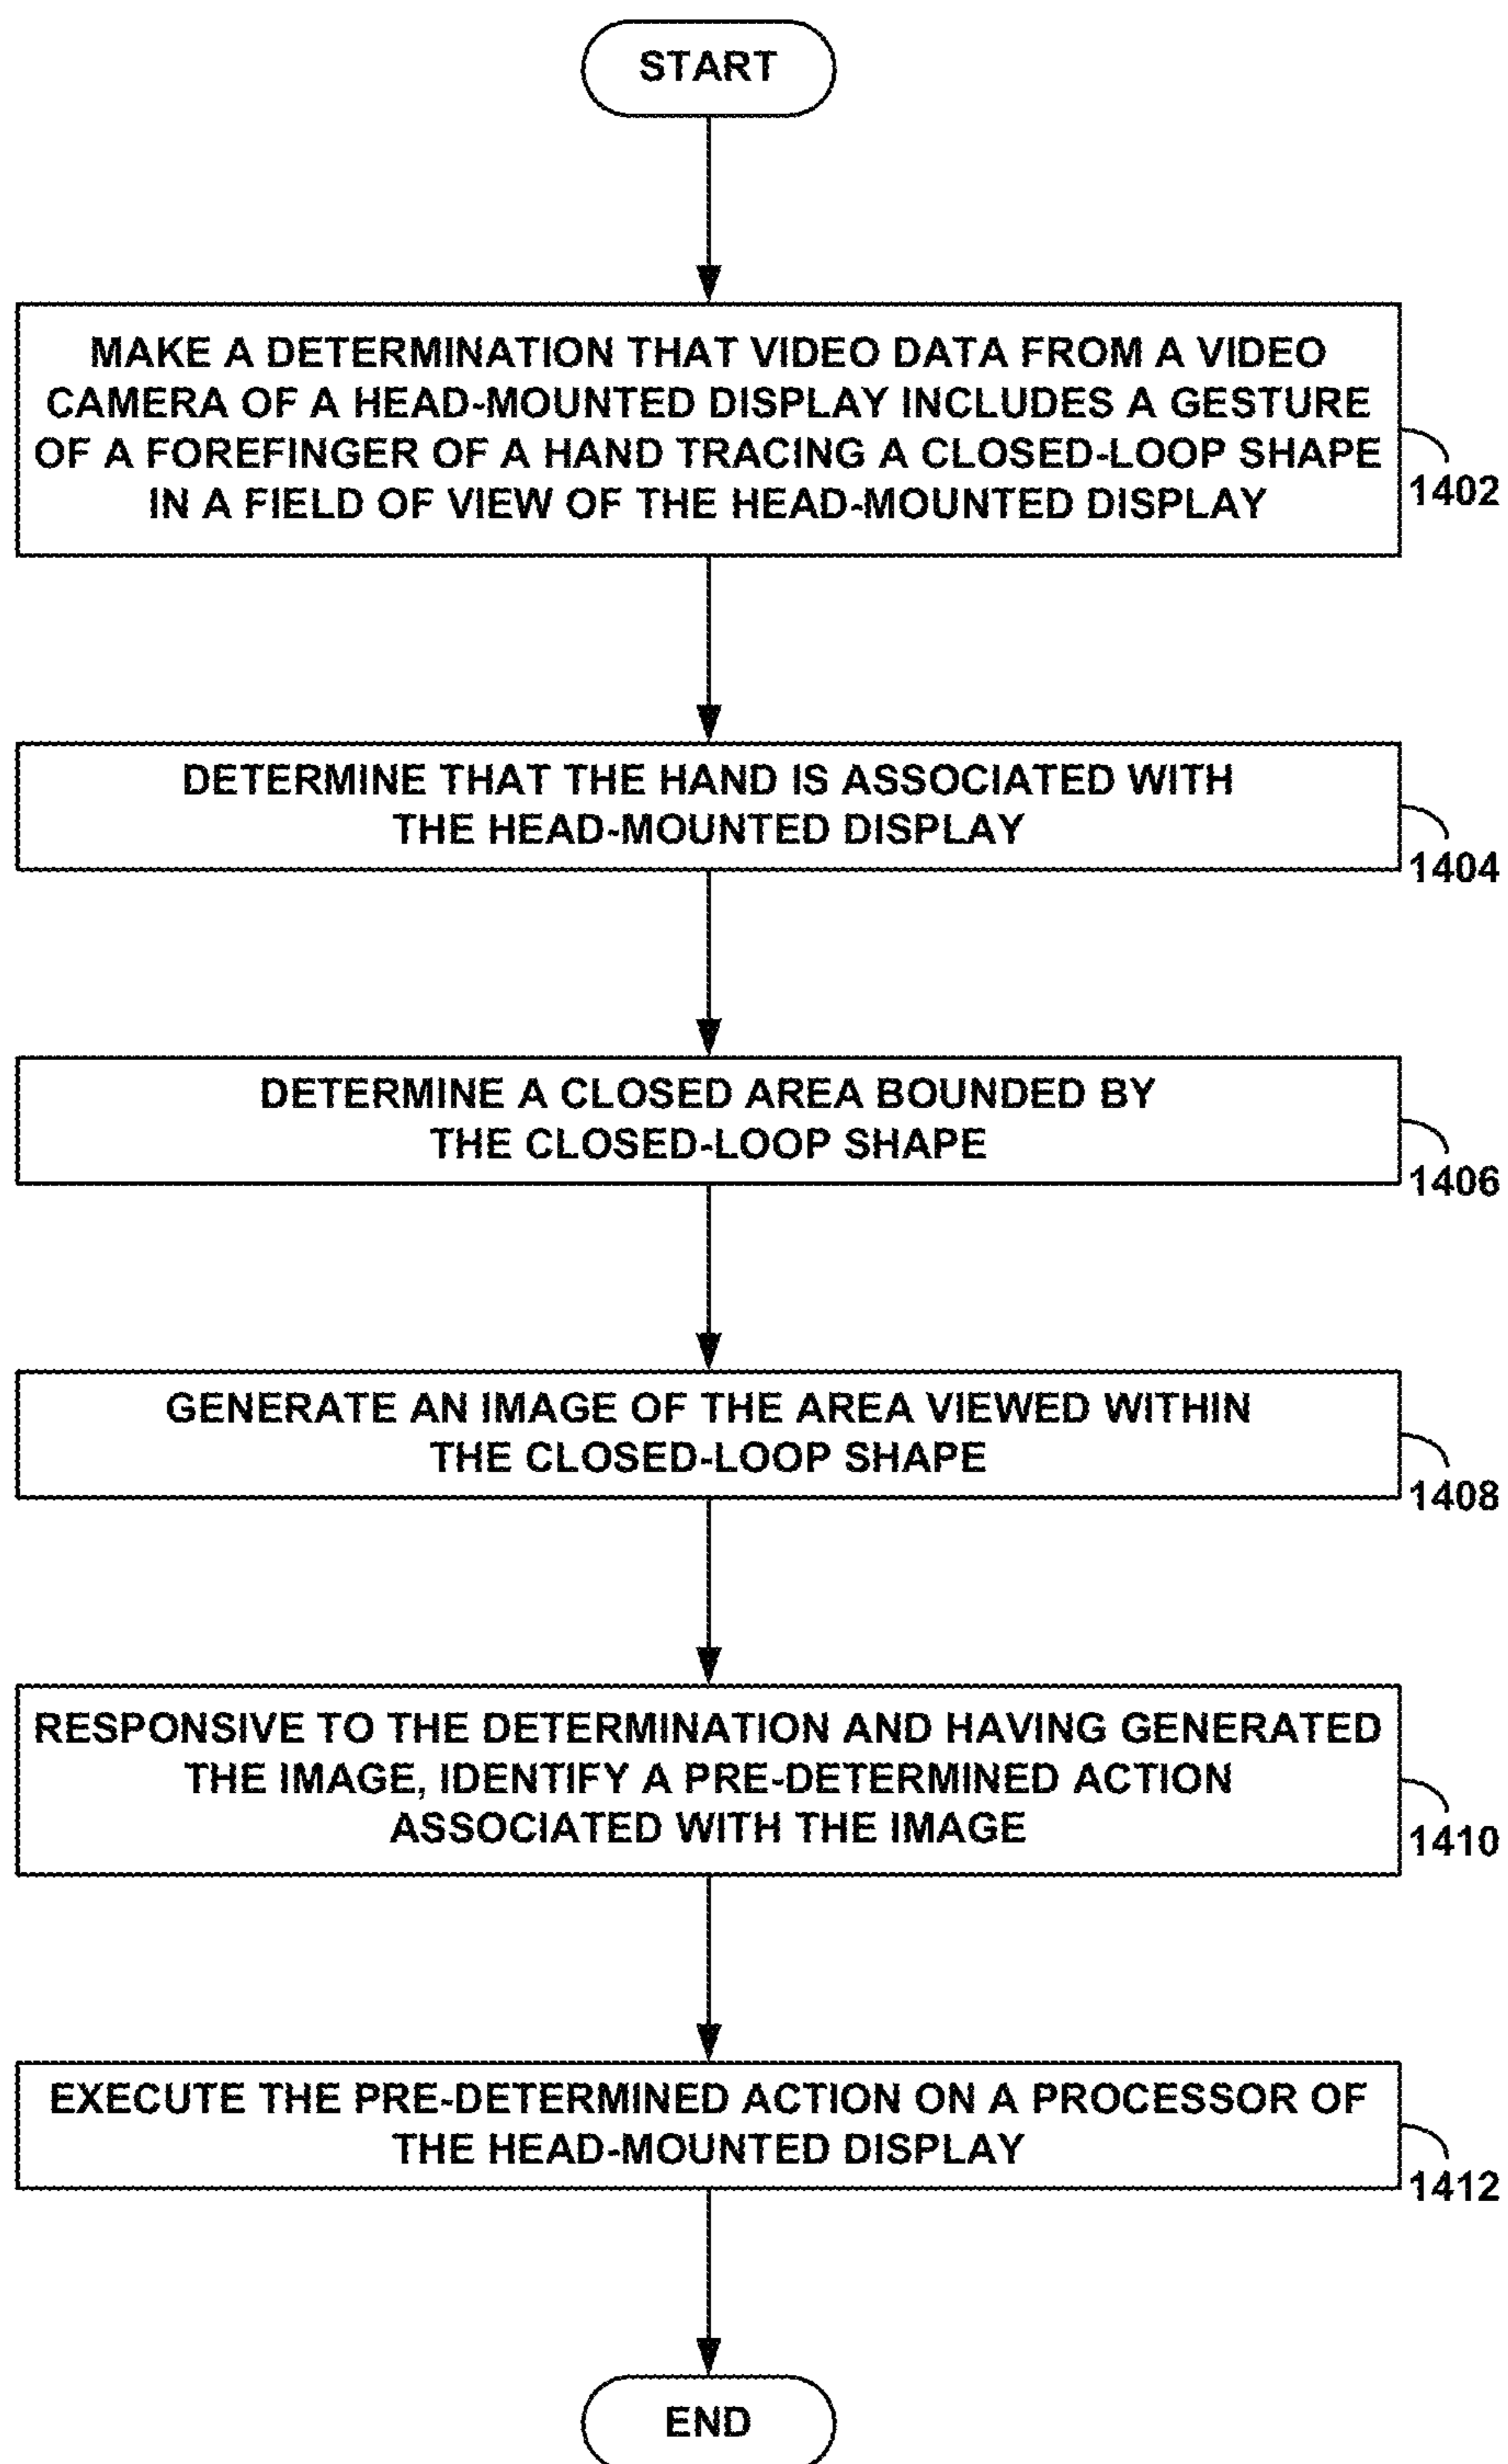 START
MAKE A DETERMINATION THAT VIDEO DATA FROM A VIDEO
CAMERA OF A HEAD-MOUNTED DISPLAY INCLUDES A GESTURE
OF A FOREFINGER OF A HAND TRACING A CLOSED-LOOP SHAPE
IN A FIELD OF VIEW OF THE HEAD-MOUNTED DISPLAY
1402
DETERMINE THAT THE HAND IS ASSOCIATED WITH
THE HEAD-MOUNTED DISPLAY
1404
DETERMINE A CLOSED AREA BOUNDED BY
THE CLOSED-LOOP SHAPE
1406
GENERATE AN IMAGE OF THE AREA VIEWED WITHIN
THE CLOSED-LOOP SHAPE
1408
RESPONSIVE TO THE DETERMINATION AND HAVING GENERATED
THE IMAGE, IDENTIFY A PRE-DETERMINED ACTION
ASSOCIATED WITH THE IMAGE
1410
EXECUTE THE PRE-DETERMINED ACTION ON A PROCESSOR OF
THE HEAD-MOUNTED DISPLAY
1412
END